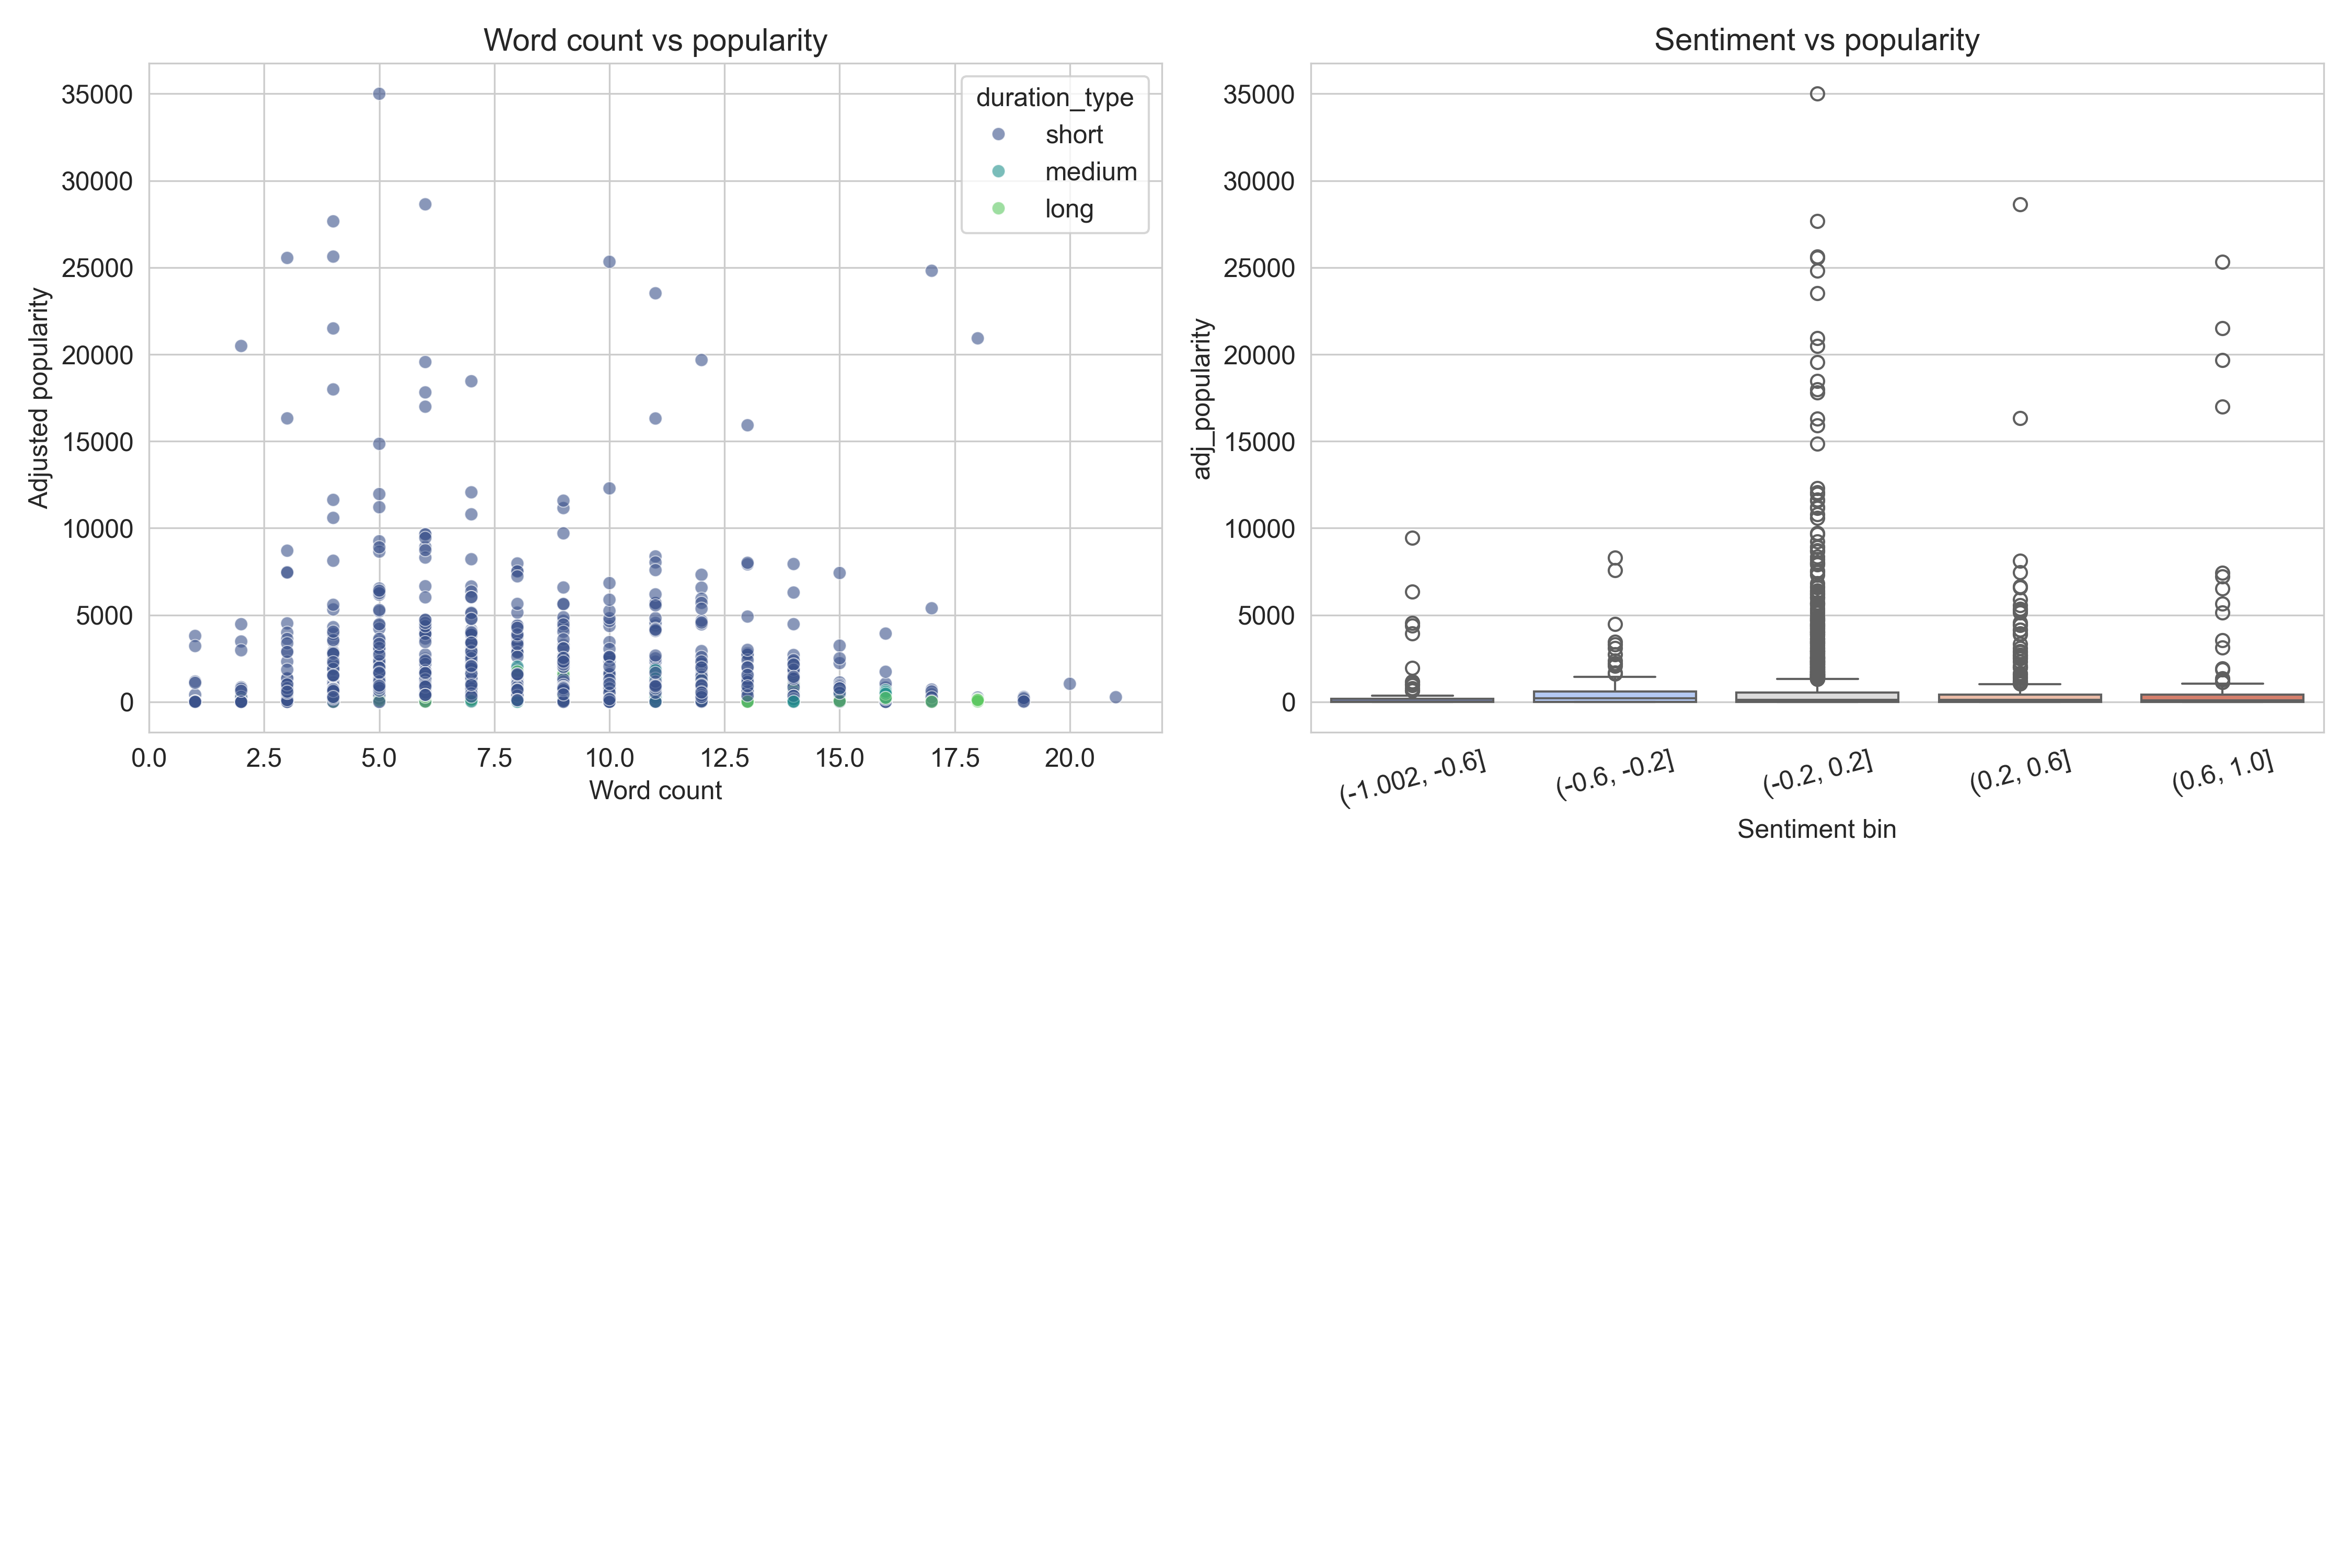 Word count vs popularity
35000
30000
25000
20000
15000
10000
5000
0
Adjusted popularity
duration_type
short
medium
long
0.0 2.5 5.0 7.5 10.0 12.5 15.0 17.5 20.0
Word count
Sentiment vs popularity
35000
30000
25000
20000
15000
10000
5000
0
adj_popularity
(-1.002, -0.6] (-0.6, -0.2] (-0.2, 0.2] (0.2, 0.6] (0.6, 1.0]
Sentiment bin